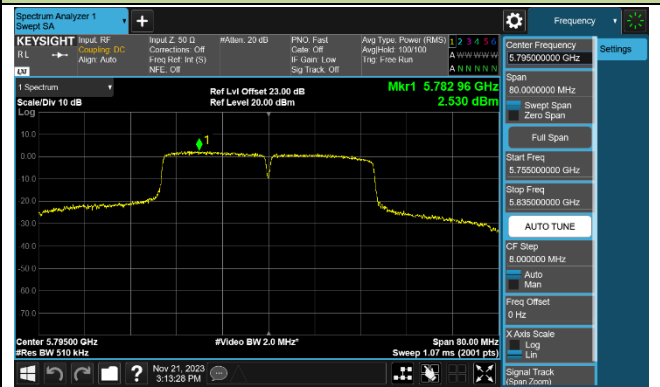 Spectrum Analyzer 1
Swept SA
+
Frequency
KEYSIGHT
RL
LXI
Input: RF
Coupling: DC
Align: Auto
Input Z: 50 Ω
Corrections: Off
Freq Ref: Int (S)
NFE: Off
#Atten: 20 dB
PNO: Fast
Gate: Off
IF Gain: Low
Sig Track: Off
Avg Type: Power (RMS)
Avg|Hold: 100/100
Trig: Free Run
1 2 3 4 5 6
A W W W W W
A N N N N N
1 Spectrum
Scale/Div 10 dB
Ref Lvl Offset 23.00 dB
Ref Level 20.00 dBm
Mkr1 5.782 96 GHz
2.530 dBm
Log
10.0
0.00
-10.0
-20.0
-30.0
-40.0
-50.0
-60.0
-70.0
1
Center 5.79500 GHz
#Res BW 510 kHz
#Video BW 2.0 MHz*
Span 80.00 MHz
Sweep 1.07 ms (2001 pts)
Center Frequency
5.795000000 GHz
Settings
Span
80.0000000 MHz
Swept Span
Zero Span
Full Span
Start Freq
5.755000000 GHz
Stop Freq
5.835000000 GHz
AUTO TUNE
CF Step
8.000000 MHz
Auto
Man
Freq Offset
0 Hz
X Axis Scale
Log
Lin
Signal Track
(Span Zoom)
?
Nov 21, 2023
3:13:28 PM